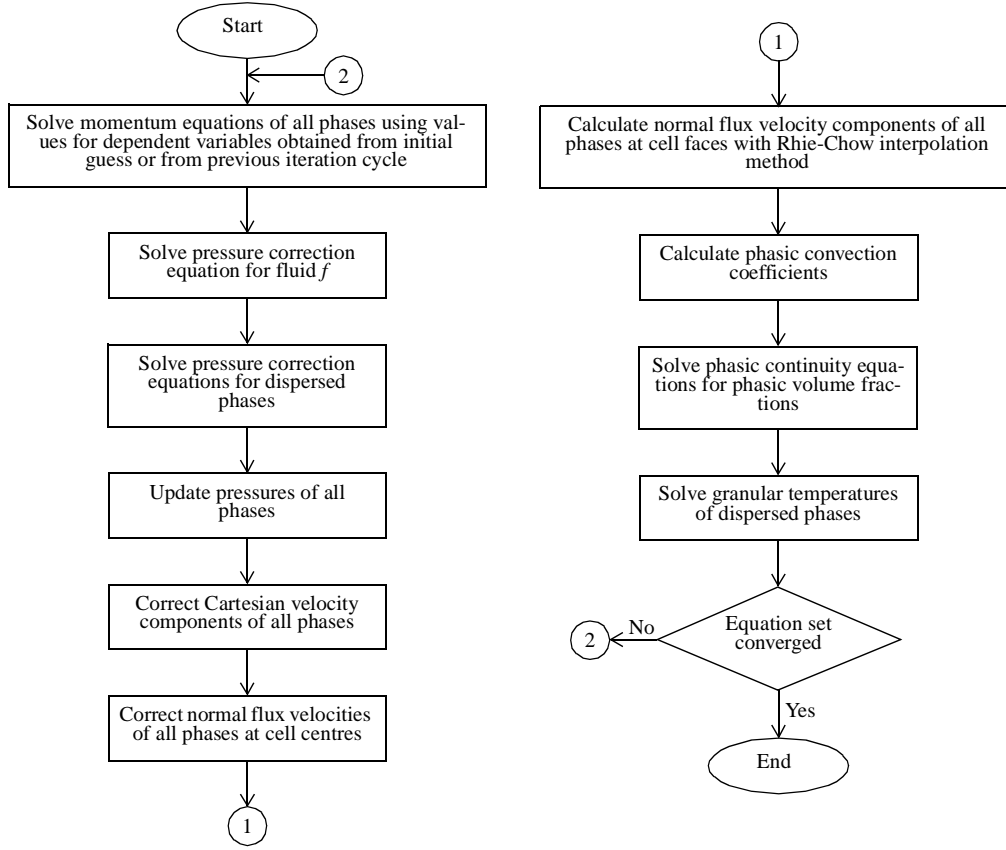 Start
2
Solve momentum equations of all phases using val-
ues for dependent variables obtained from initial
guess or from previous iteration cycle
Solve pressure correction
equation for fluid f
Solve pressure correction
equations for dispersed
phases
Update pressures of all
phases
Correct Cartesian velocity
components of all phases
Correct normal flux velocities
of all phases at cell centres
1
1
Calculate normal flux velocity components of all
phases at cell faces with Rhie-Chow interpolation
method
Calculate phasic convection
coefficients
Solve phasic continuity equa-
tions for phasic volume frac-
tions
Solve granular temperatures
of dispersed phases
Equation set
converged
No
2
Yes
End